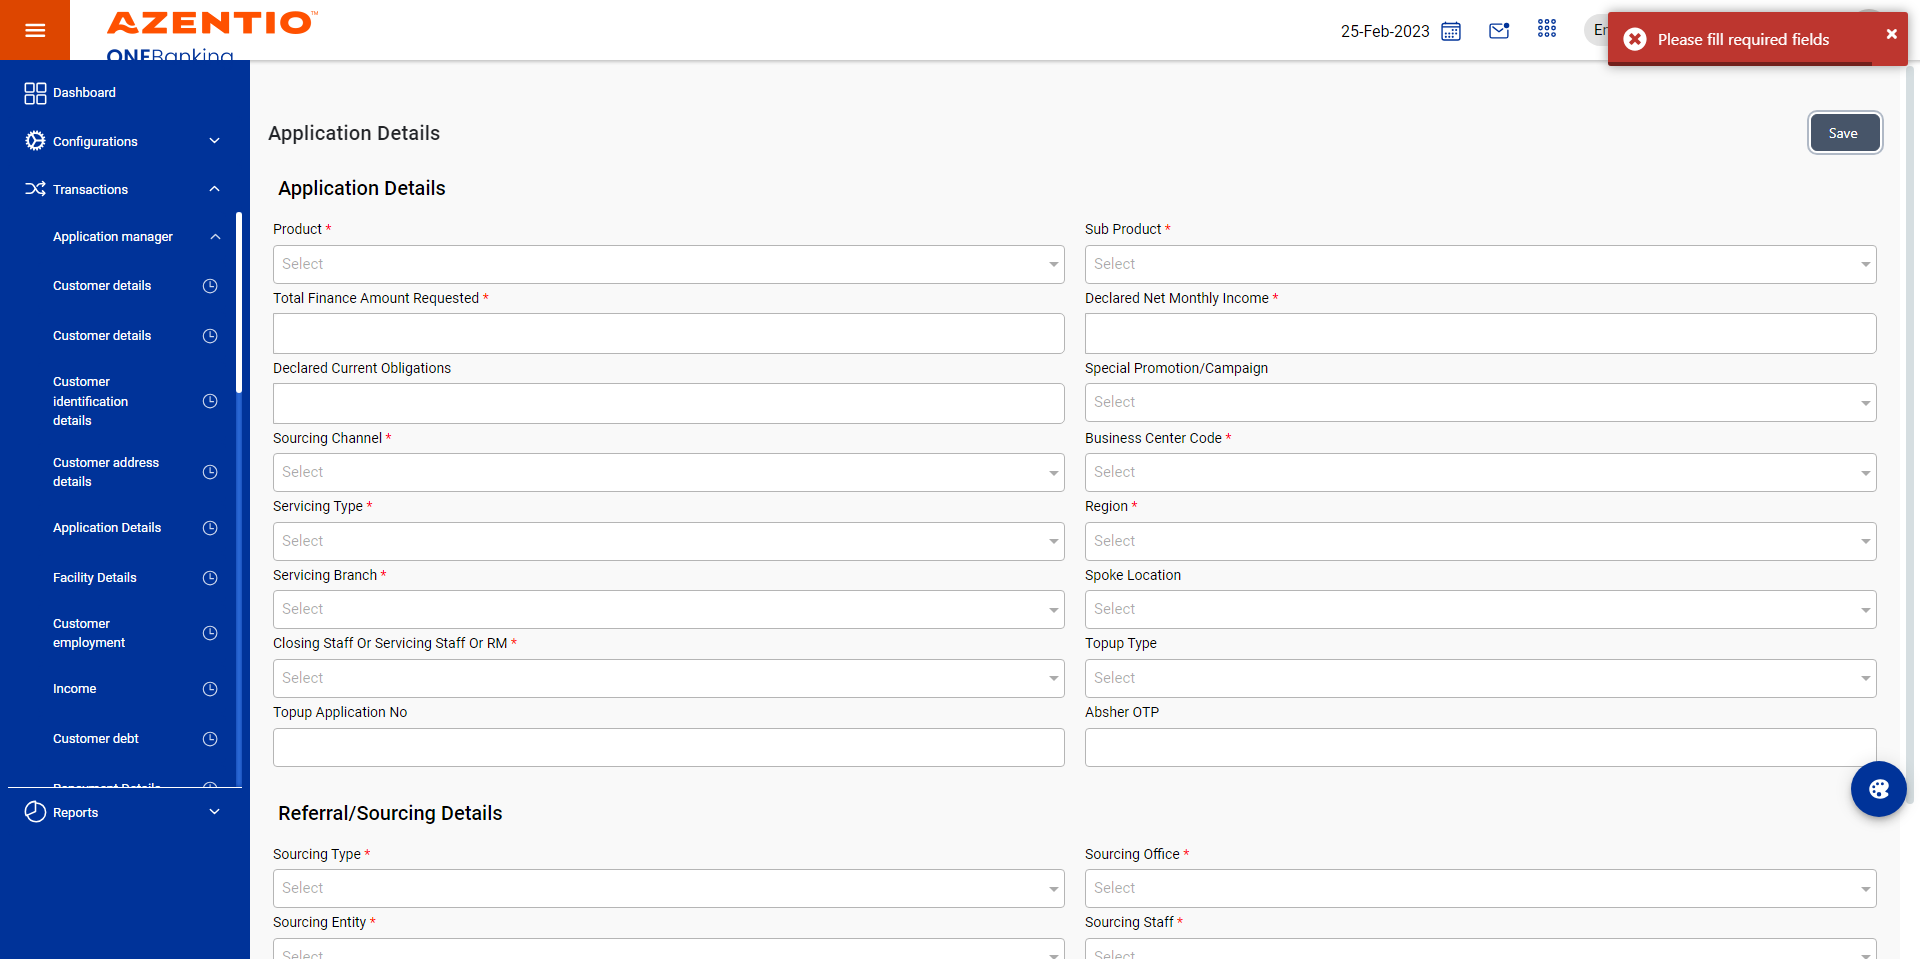 AZENTIO™
ONEBanking
25-Feb-2023
Please fill required fields
Dashboard
Configurations
Transactions
Application manager
Customer details
Customer details
Customer
identification
details
Customer address
details
Application Details
Facility Details
Customer
employment
Income
Customer debt
Repayment Details
Reports
Application Details
Save
Application Details
Product *
Sub Product *
Select
Select
Total Finance Amount Requested *
Declared Net Monthly Income *
Declared Current Obligations
Special Promotion/Campaign
Select
Sourcing Channel *
Business Center Code *
Select
Select
Servicing Type *
Region *
Select
Select
Servicing Branch *
Spoke Location
Select
Select
Closing Staff Or Servicing Staff Or RM *
Topup Type
Select
Select
Topup Application No
Absher OTP
Referral/Sourcing Details
Sourcing Type *
Sourcing Office *
Select
Select
Sourcing Entity *
Sourcing Staff *
Select
Select